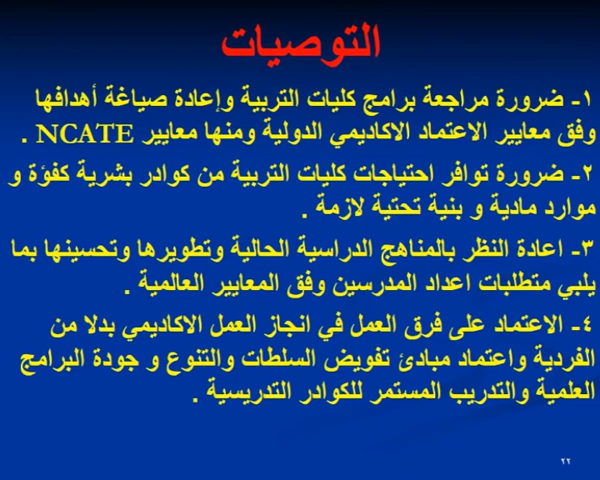 التوصيات
١- ضرورة مراجعة برامج كليات التربية وإعادة صياغة أهدافها
وفق معايير الاعتماد الاكاديمي الدولية ومنها معايير NCATE .
٢- ضرورة توافر احتياجات كليات التربية من كوادر بشرية كفؤة و
موارد مادية و بنية تحتية لازمة .
٣- اعادة النظر بالمناهج الدراسية الحالية وتطويرها وتحسينها بما
يلبي متطلبات اعداد المدرسين وفق المعايير العالمية .
٤- الاعتماد على فرق العمل في انجاز العمل الاكاديمي بدلا من
الفردية واعتماد مبادئ تفويض السلطات والتنوع و جودة البرامج
العلمية والتدريب المستمر للكوادر التدريسية .
٢٢